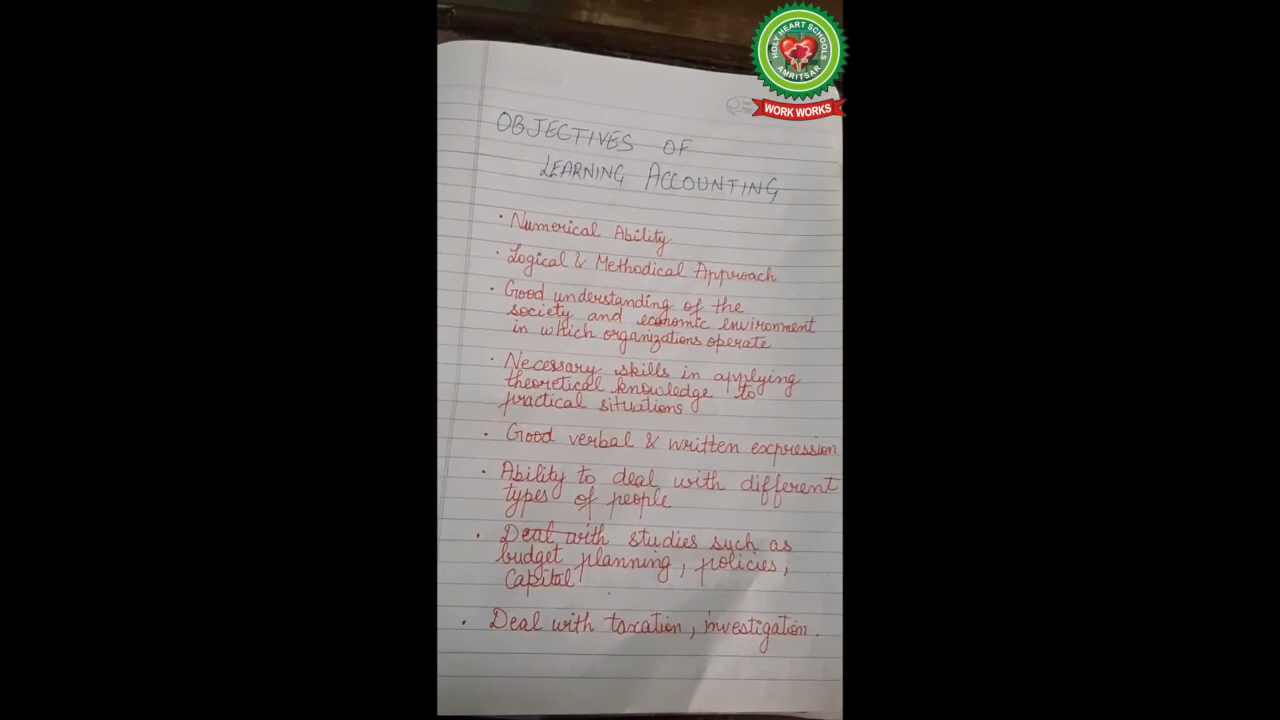 HOLY HEART SCHOOLS
AMRITSAR
WORK WORKS
OBJECTIVES OF
LEARNING ACCOUNTING
· Numerical Ability
· Logical & Methodical Approach
· Good understanding of the
society and economic environment
in which organizations operate
· Necessary skills in applying
theoretical knowledge to
practical situations
· Good verbal & written expression
· Ability to deal with different
types of people
· Deal with studies such as
budget planning, policies,
Capital
· Deal with taxation, investigation.